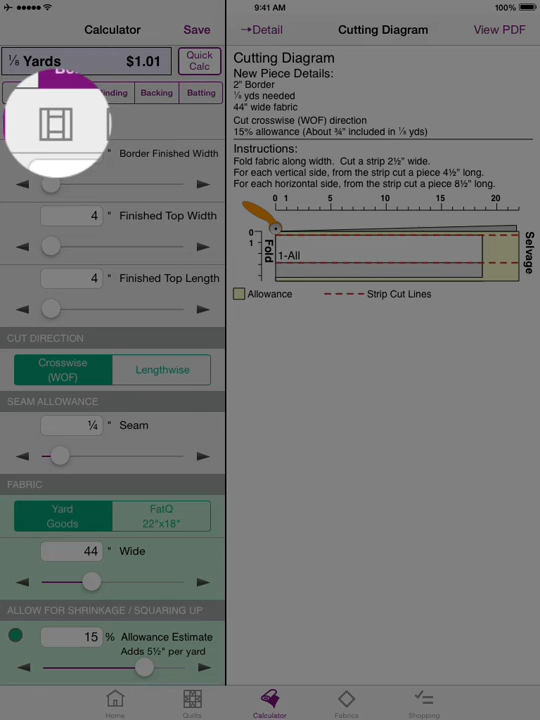 9:41 AM
100%
Calculator
Save
→Detail
Cutting Diagram
View PDF
⅛ Yards
$1.01
Quick
Calc
Backing
Batting
" Border Finished Width
4 " Finished Top Width
4 " Finished Top Length
CUT DIRECTION
Crosswise
(WOF)
Lengthwise
SEAM ALLOWANCE
¼ " Seam
FABRIC
Yard
Goods
FatQ
22"x18"
44 " Wide
ALLOW FOR SHRINKAGE / SQUARING UP
15 % Allowance Estimate
Adds 5½" per yard
Cutting Diagram
New Piece Details:
2" Border
⅛ yds needed
44" wide fabric
Cut crosswise (WOF) direction
15% allowance (About ¾" included in ⅛ yds)
Instructions:
Fold fabric along width. Cut a strip 2½" wide.
For each vertical side, from the strip cut a piece 4½" long.
For each horizontal side, from the strip cut a piece 8½" long.
0 1 5 10 15 20
0
1
Fold
1-All
Selvage
Allowance
Strip Cut Lines
Home
Quilts
Calculator
Fabrics
Shopping